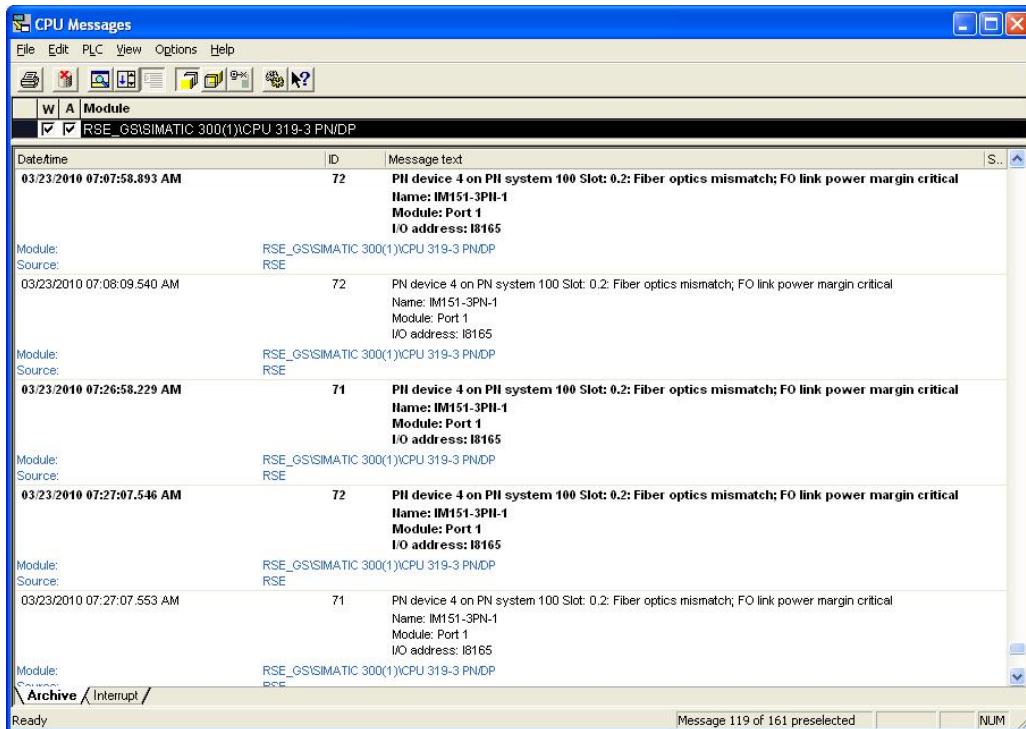 CPU Messages
File Edit PLC View Options Help
W A Module
RSE_GS\SIMATIC 300(1)\CPU 319-3 PN/DP
Date/time ID Message text S..
03/23/2010 07:07:58.893 AM 72 PN device 4 on PN system 100 Slot: 0.2: Fiber optics mismatch; FO link power margin critical
Name: IM151-3PN-1
Module: Port 1
I/O address: I8165
Module: RSE_GS\SIMATIC 300(1)\CPU 319-3 PN/DP
Source: RSE
03/23/2010 07:08:09.540 AM 72 PN device 4 on PN system 100 Slot: 0.2: Fiber optics mismatch; FO link power margin critical
Name: IM151-3PN-1
Module: Port 1
I/O address: I8165
Module: RSE_GS\SIMATIC 300(1)\CPU 319-3 PN/DP
Source: RSE
03/23/2010 07:26:58.229 AM 71 PN device 4 on PN system 100 Slot: 0.2: Fiber optics mismatch; FO link power margin critical
Name: IM151-3PN-1
Module: Port 1
I/O address: I8165
Module: RSE_GS\SIMATIC 300(1)\CPU 319-3 PN/DP
Source: RSE
03/23/2010 07:27:07.546 AM 72 PN device 4 on PN system 100 Slot: 0.2: Fiber optics mismatch; FO link power margin critical
Name: IM151-3PN-1
Module: Port 1
I/O address: I8165
Module: RSE_GS\SIMATIC 300(1)\CPU 319-3 PN/DP
Source: RSE
03/23/2010 07:27:07.553 AM 71 PN device 4 on PN system 100 Slot: 0.2: Fiber optics mismatch; FO link power margin critical
Name: IM151-3PN-1
Module: Port 1
I/O address: I8165
Module: RSE_GS\SIMATIC 300(1)\CPU 319-3 PN/DP
Source: RSE
Archive Interrupt
Ready Message 119 of 161 preselected NUM